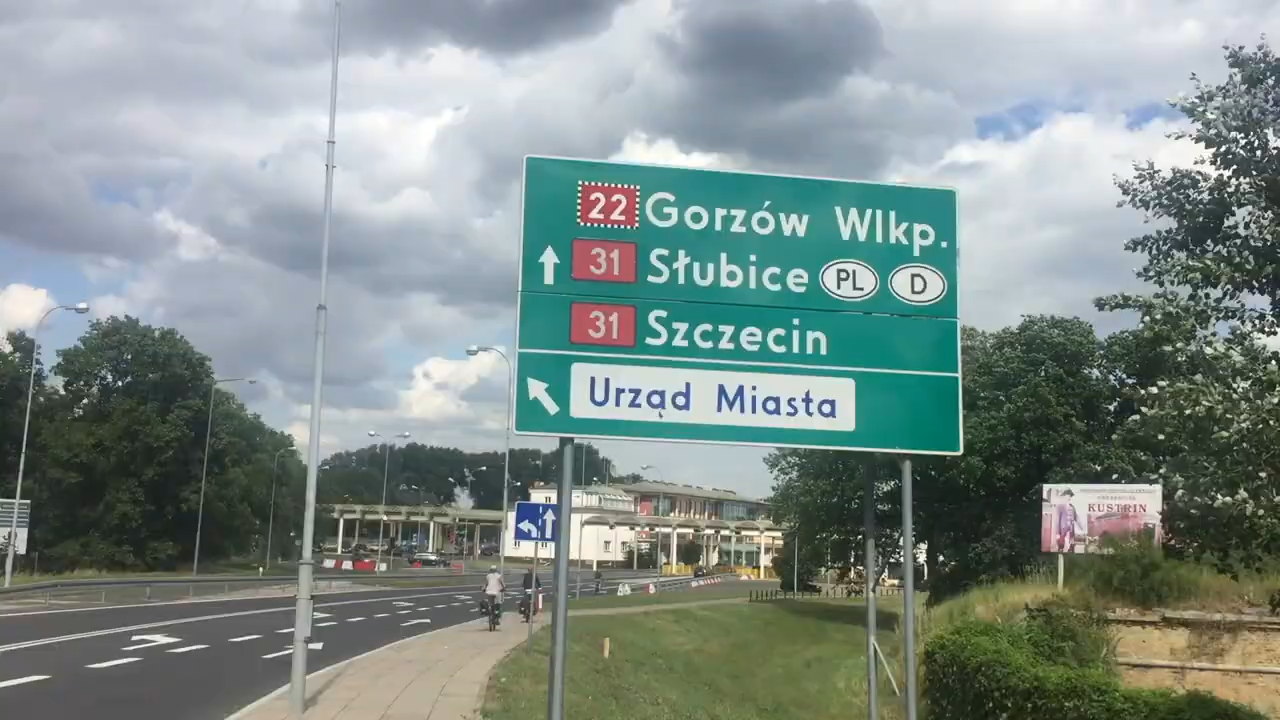 22 Gorzów Wlkp.
31 Słubice PL D
31 Szczecin
Urząd Miasta
KUSTRIN